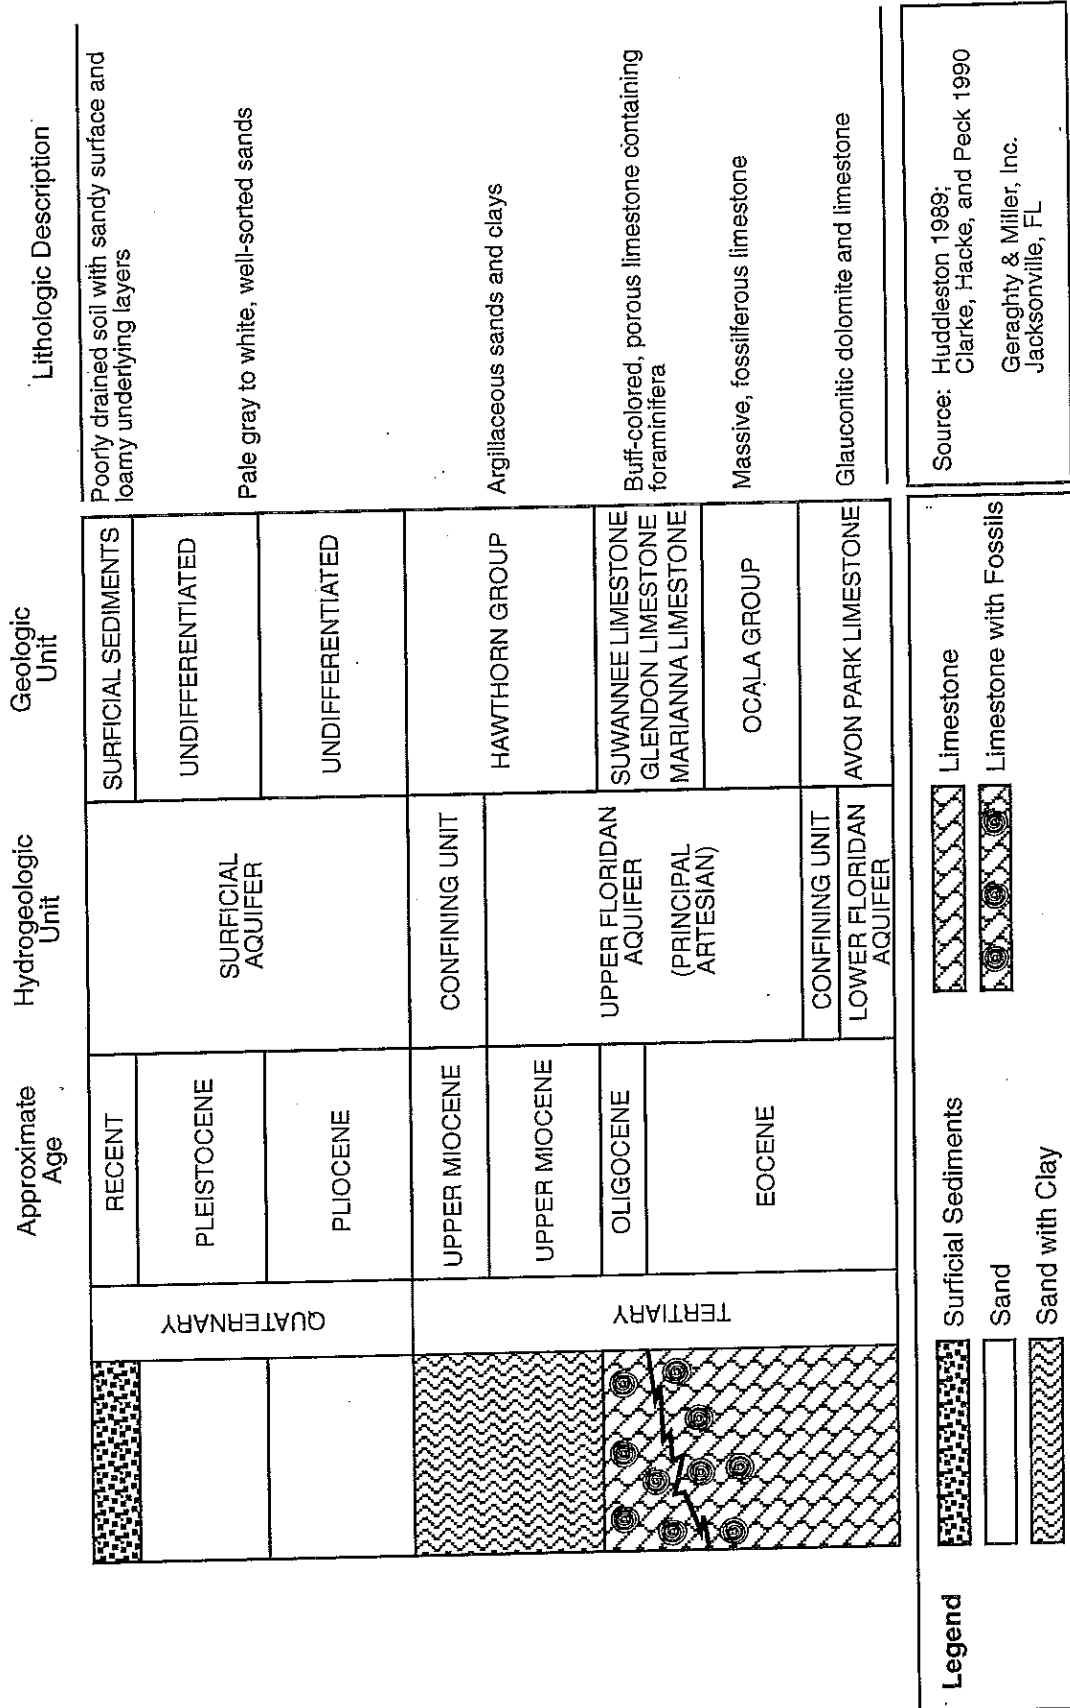 Approximate
Age
Hydrogeologic
Unit
Geologic
Unit
Lithologic Description
QUATERNARY
RECENT
PLEISTOCENE
PLIOCENE
SURFICIAL
AQUIFER
SURFICIAL SEDIMENTS
UNDIFFERENTIATED
UNDIFFERENTIATED
Poorly drained soil with sandy surface and
loamy underlying layers
Pale gray to white, well-sorted sands
TERTIARY
UPPER MIOCENE
UPPER MIOCENE
OLIGOCENE
EOCENE
CONFINING UNIT
UPPER FLORIDAN
AQUIFER
(PRINCIPAL
ARTESIAN)
CONFINING UNIT
LOWER FLORIDAN
AQUIFER
HAWTHORN GROUP
SUWANNEE LIMESTONE
GLENDON LIMESTONE
MARIANNA LIMESTONE
OCALA GROUP
AVON PARK LIMESTONE
Argillaceous sands and clays
Buff-colored, porous limestone containing
foraminifera
Massive, fossilferous limestone
Glauconitic dolomite and limestone
Legend
Surficial Sediments
Sand
Sand with Clay
Limestone
Limestone with Fossils
Source: Huddleston 1989;
Clarke, Hacke, and Peck 1990
Geraghty & Miller, Inc.
Jacksonville, FL